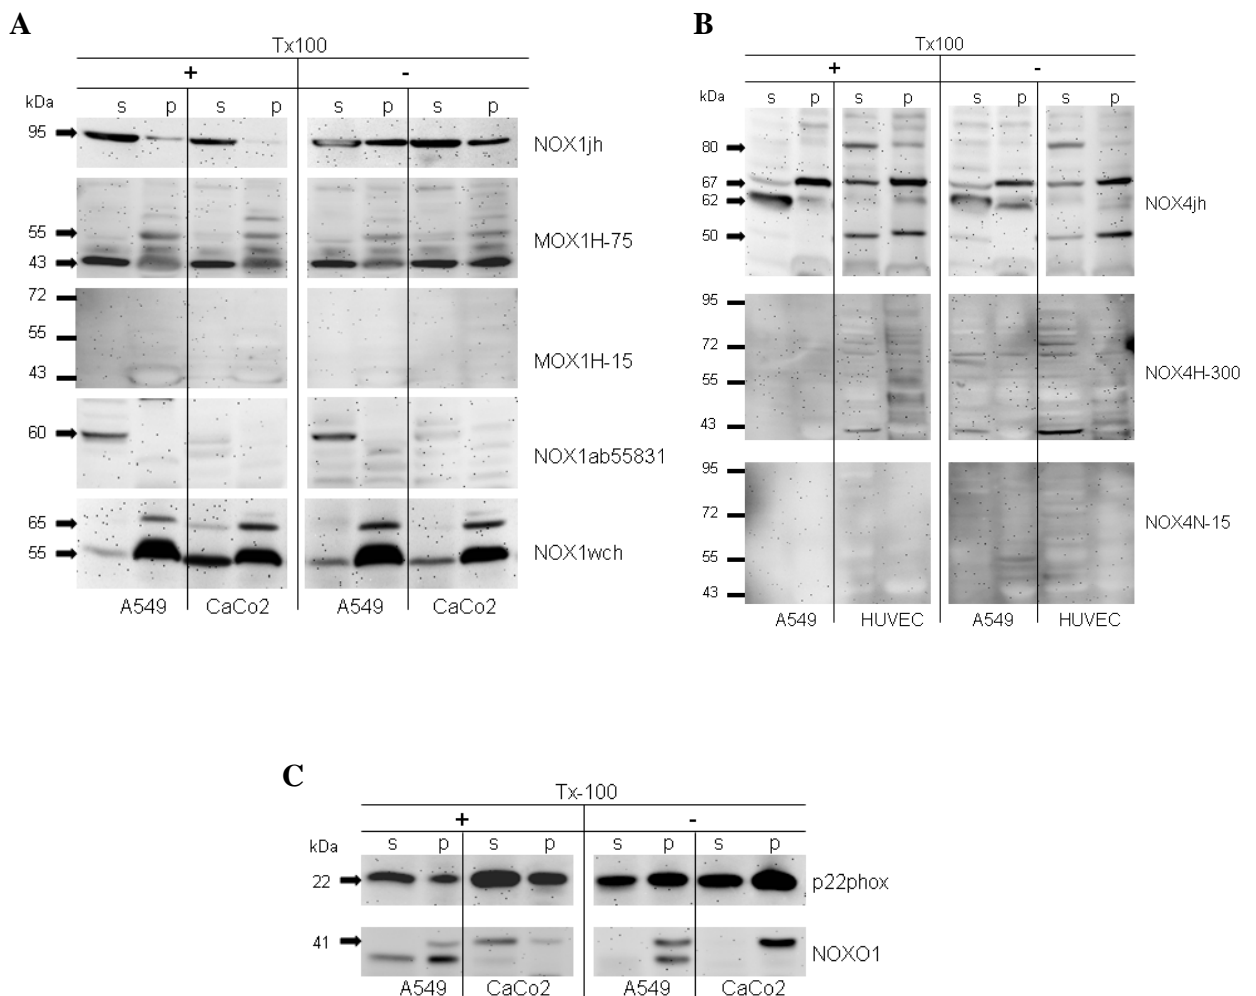 A
Tx100
+ -
kDa s p s p s p s p
95 NOX1jh
55 MOX1H-75
43
72
55 MOX1H-15
43
60 NOX1ab55831
65
55 NOX1wch
A549 CaCo2 A549 CaCo2
B
Tx100
+ -
kDa s p s p s p s p
80
67
62 NOX4jh
50
95
72 NOX4H-300
55
43
95
72 NOX4N-15
55
43
A549 HUVEC A549 HUVEC
C
Tx-100
+ -
kDa s p s p s p s p
22 p22phox
41 NOXO1
A549 CaCo2 A549 CaCo2